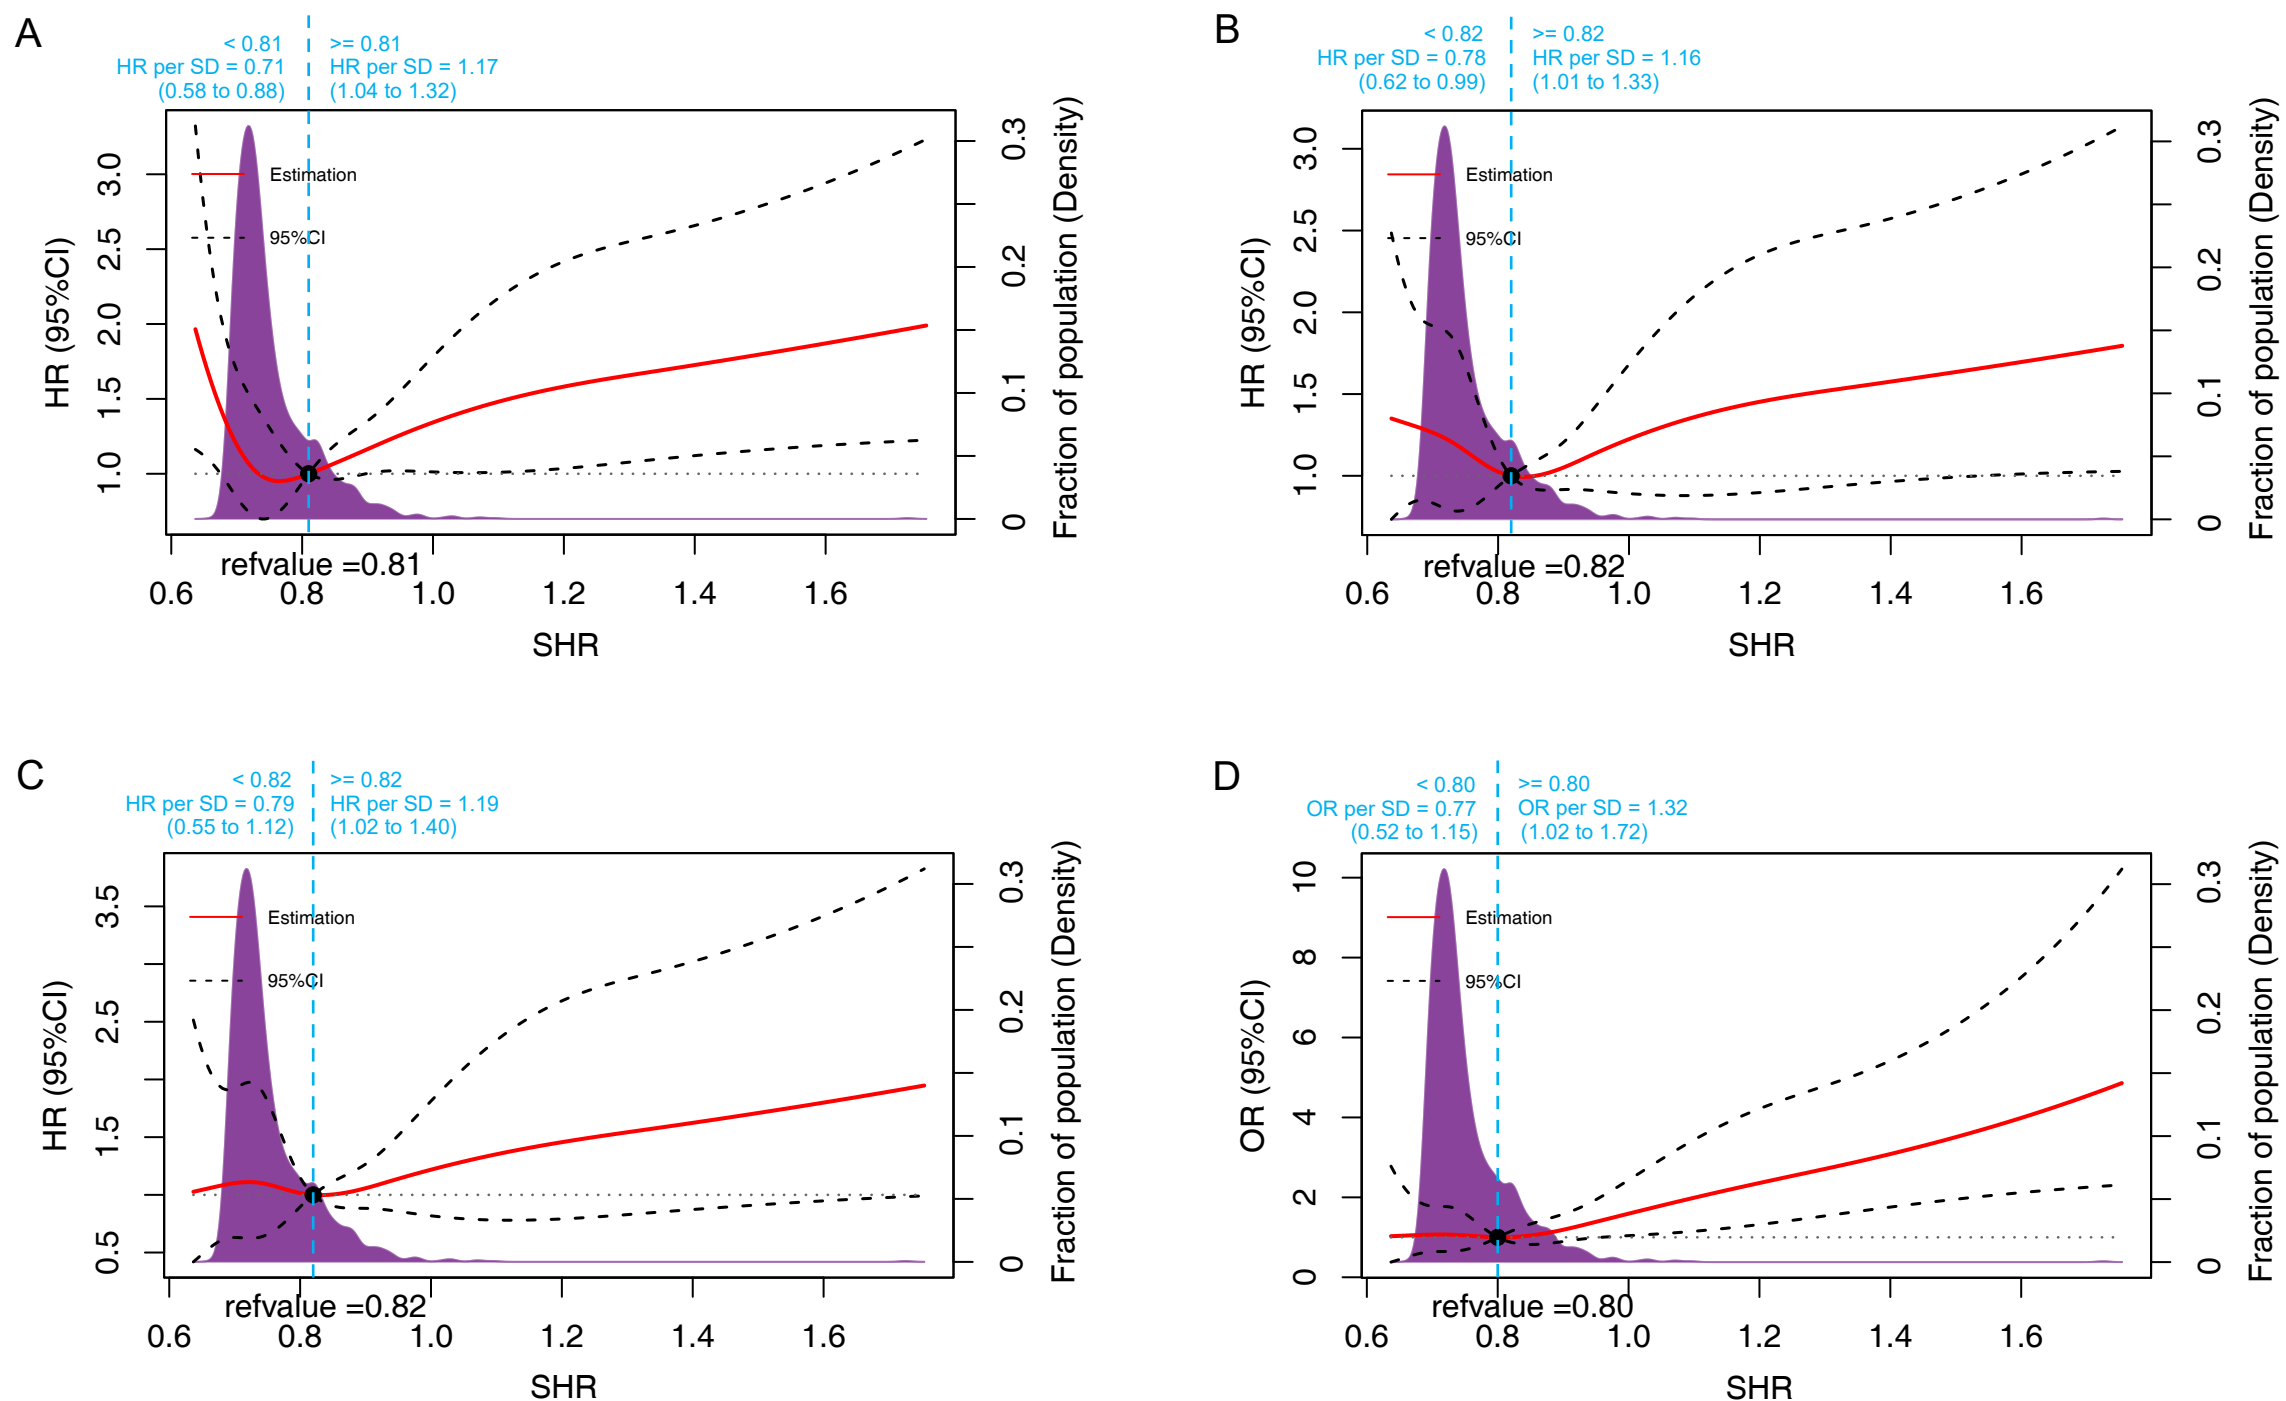 A
< 0.81
HR per SD = 0.71
(0.58 to 0.88)
>= 0.81
HR per SD = 1.17
(1.04 to 1.32)
HR (95%CI)
1.0 1.5 2.0 2.5 3.0
Estimation
95%CI
0 0.1 0.2 0.3
Fraction of population (Density)
refvalue =0.81
0.6 0.8 1.0 1.2 1.4 1.6
SHR
B
< 0.82
HR per SD = 0.78
(0.62 to 0.99)
>= 0.82
HR per SD = 1.16
(1.01 to 1.33)
HR (95%CI)
1.0 1.5 2.0 2.5 3.0
Estimation
95%CI
0 0.1 0.2 0.3
Fraction of population (Density)
refvalue =0.82
0.6 0.8 1.0 1.2 1.4 1.6
SHR
C
< 0.82
HR per SD = 0.79
(0.55 to 1.12)
>= 0.82
HR per SD = 1.19
(1.02 to 1.40)
HR (95%CI)
0.5 1.5 2.5 3.5
Estimation
95%CI
0 0.1 0.2 0.3
Fraction of population (Density)
refvalue =0.82
0.6 0.8 1.0 1.2 1.4 1.6
SHR
D
< 0.80
OR per SD = 0.77
(0.52 to 1.15)
>= 0.80
OR per SD = 1.32
(1.02 to 1.72)
OR (95%CI)
0 2 4 6 8 10
Estimation
95%CI
0 0.1 0.2 0.3
Fraction of population (Density)
refvalue =0.80
0.6 0.8 1.0 1.2 1.4 1.6
SHR